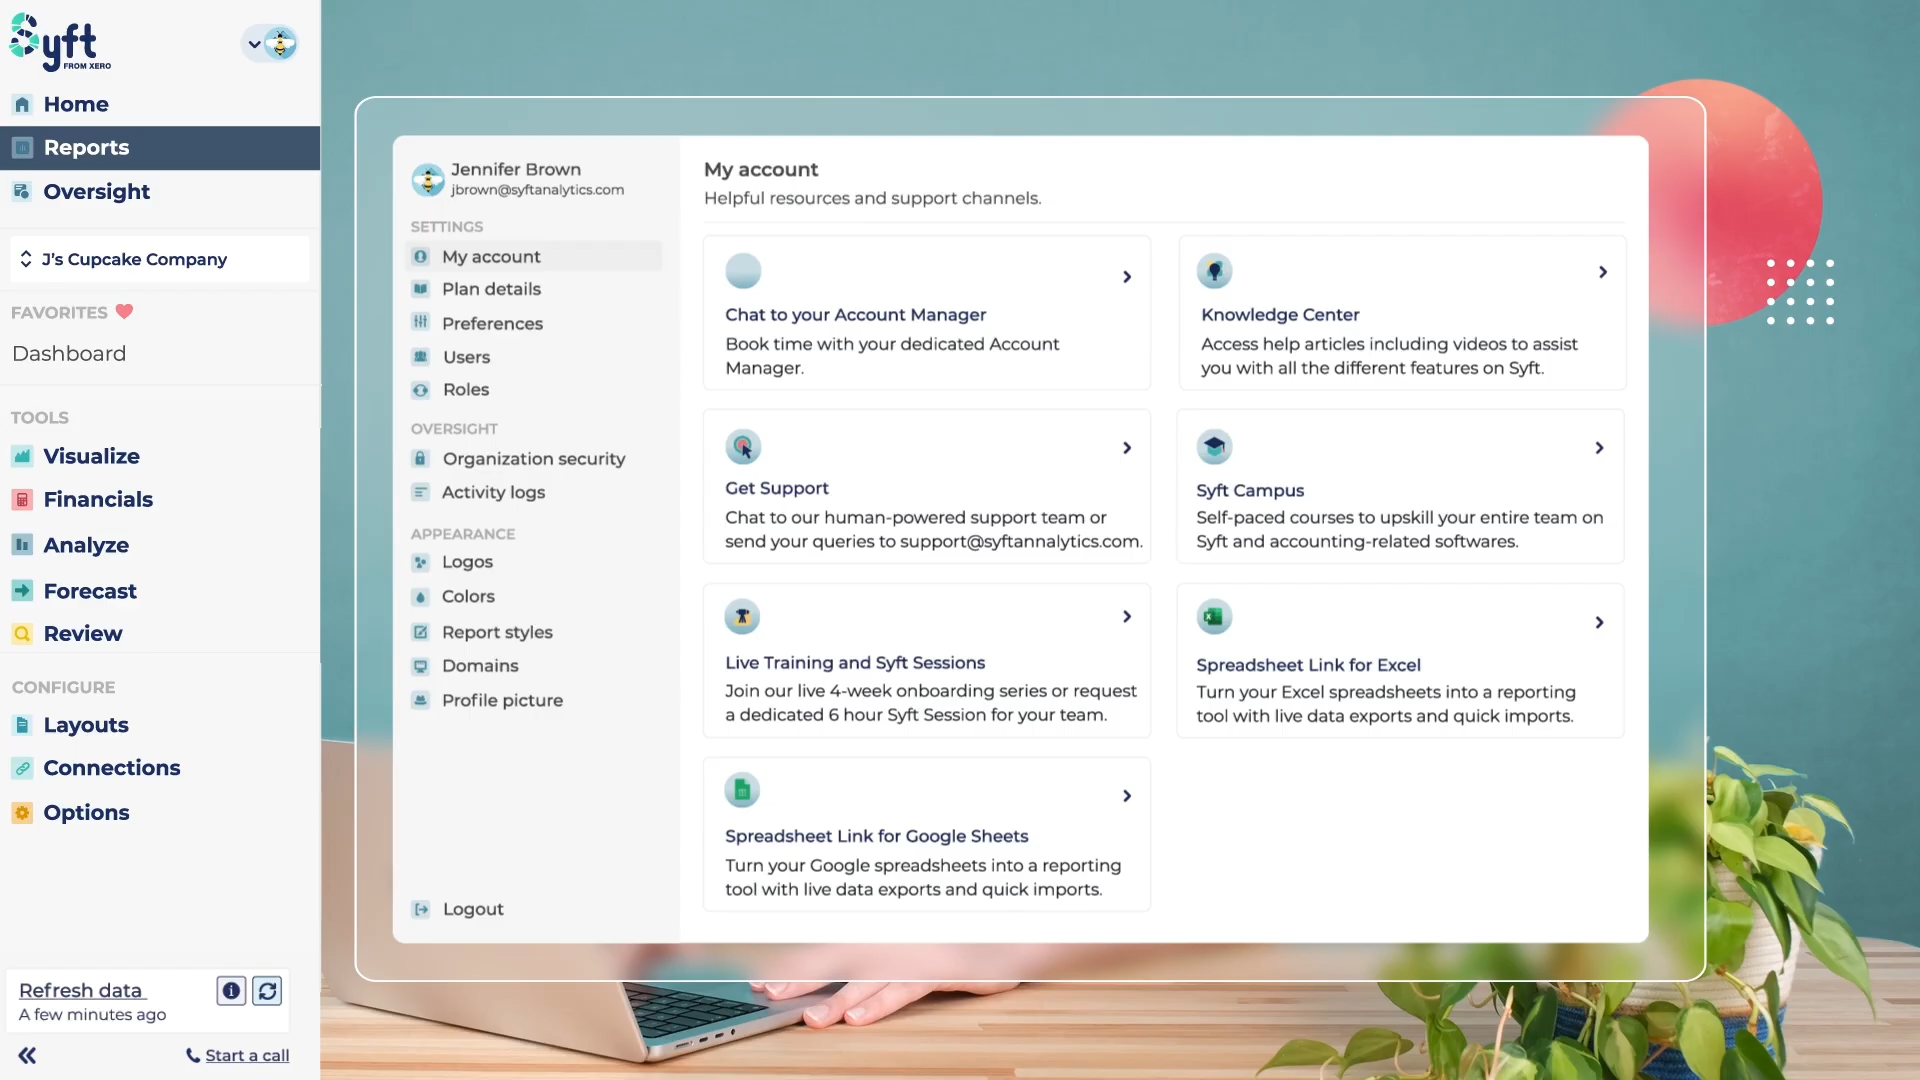 Syft
FROM XERO
Home
Reports
Oversight
J's Cupcake Company
FAVORITES
Dashboard
TOOLS
Visualize
Financials
Analyze
Forecast
Review
CONFIGURE
Layouts
Connections
Options
Refresh data
A few minutes ago
Start a call
Jennifer Brown
jbrown@syftanalytics.com
SETTINGS
My account
Plan details
Preferences
Users
Roles
OVERSIGHT
Organization security
Activity logs
APPEARANCE
Logos
Colors
Report styles
Domains
Profile picture
Logout
My account
Helpful resources and support channels.
Chat to your Account Manager
Book time with your dedicated Account
Manager.
Knowledge Center
Access help articles including videos to assist
you with all the different features on Syft.
Get Support
Chat to our human-powered support team or
send your queries to support@syftannalytics.com.
Syft Campus
Self-paced courses to upskill your entire team on
Syft and accounting-related softwares.
Live Training and Syft Sessions
Join our live 4-week onboarding series or request
a dedicated 6 hour Syft Session for your team.
Spreadsheet Link for Excel
Turn your Excel spreadsheets into a reporting
tool with live data exports and quick imports.
Spreadsheet Link for Google Sheets
Turn your Google spreadsheets into a reporting
tool with live data exports and quick imports.